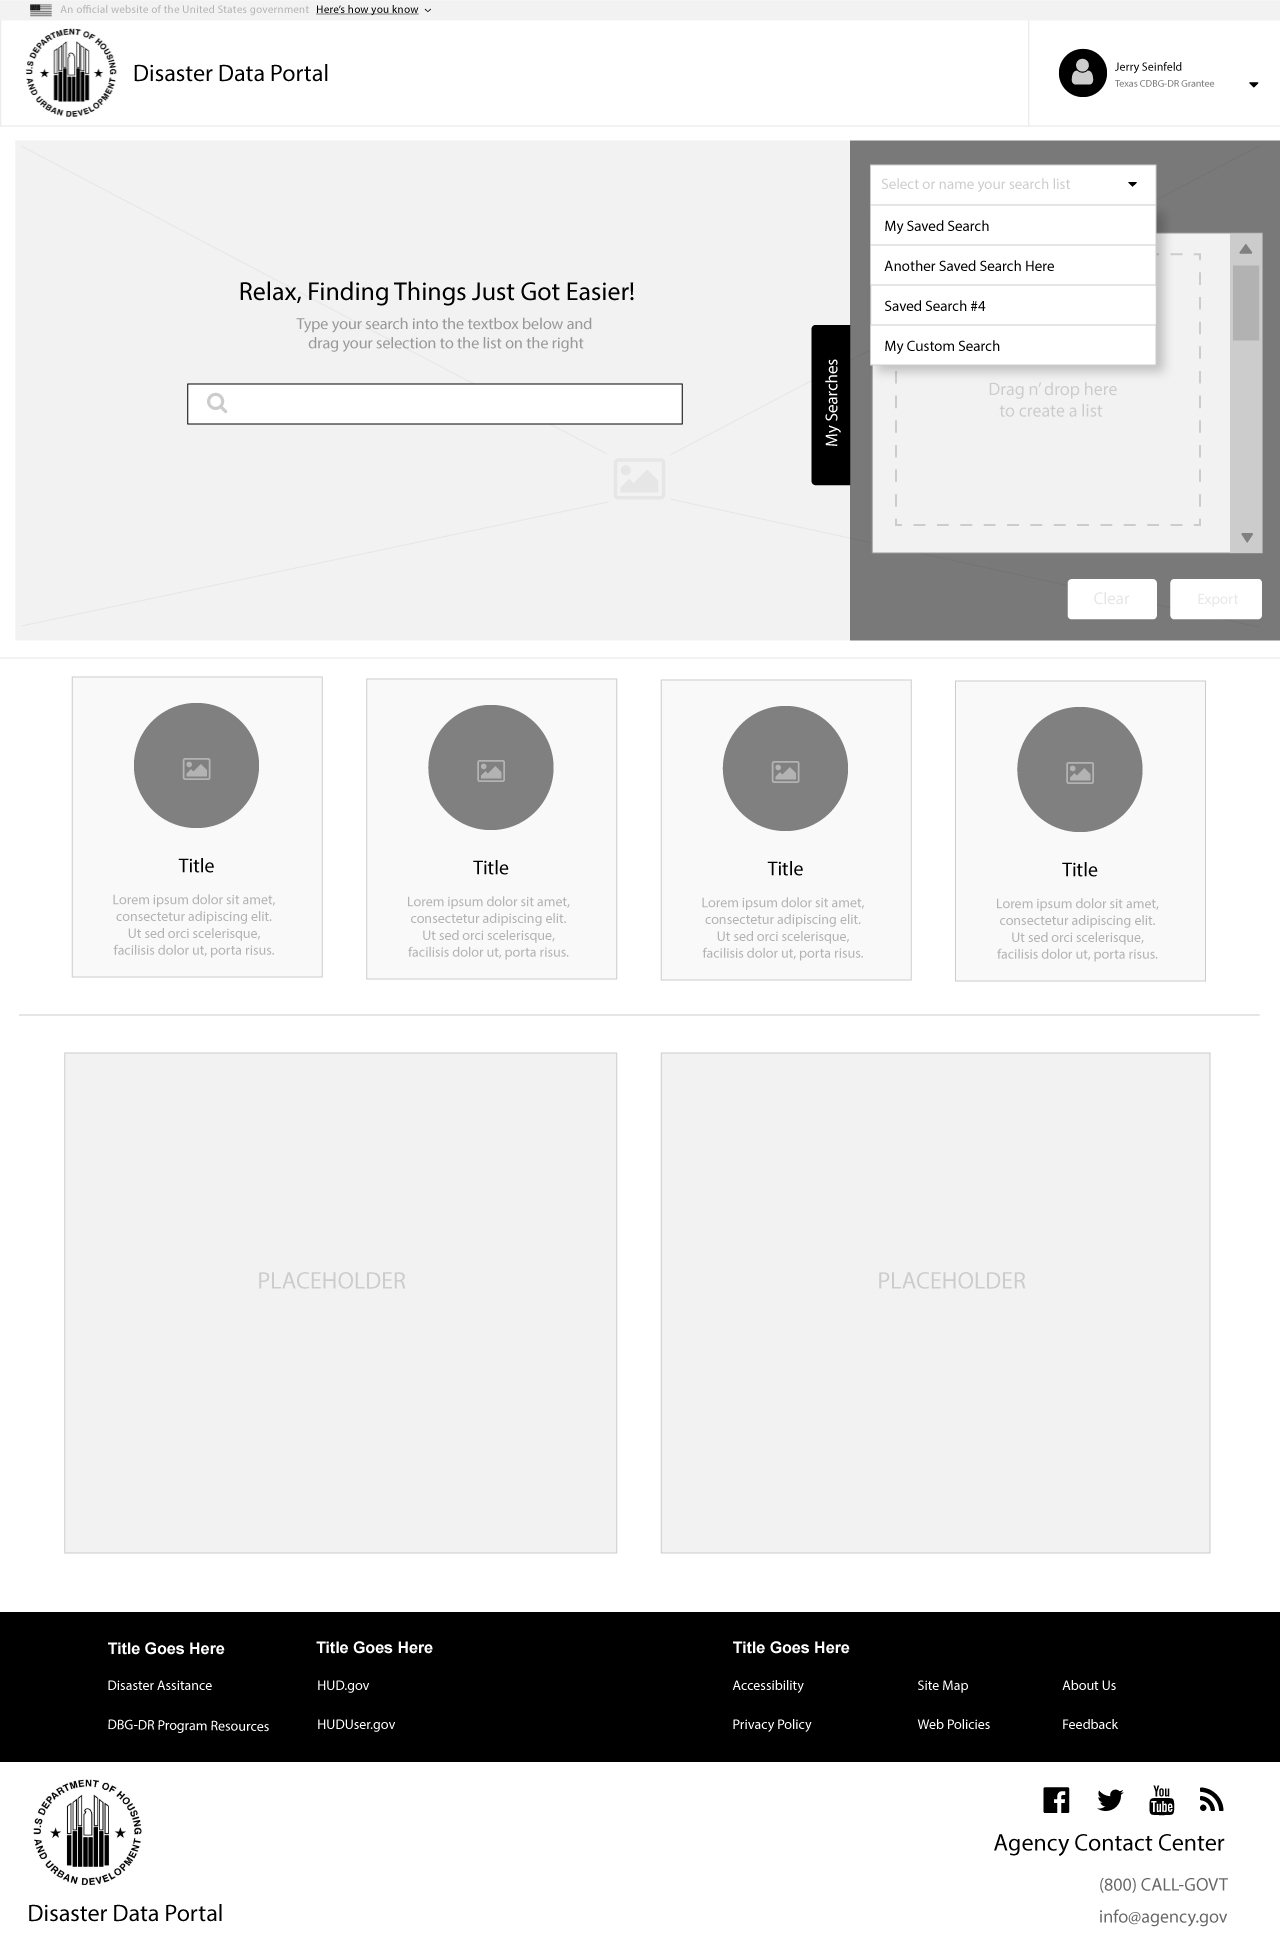 An official website of the United States government Here's how you know
U.S DEPARTMENT OF HOUSING
AND URBAN DEVELOPMENT
Disaster Data Portal
Jerry Seinfeld
Texas CDBG-DR Grantee
Relax, Finding Things Just Got Easier!
Type your search into the textbox below and
drag your selection to the list on the right
My Searches
Select or name your search list
My Saved Search
Another Saved Search Here
Saved Search #4
My Custom Search
Drag n' drop here
to create a list
Clear
Export
Title
Lorem ipsum dolor sit amet,
consectetur adipiscing elit.
Ut sed orci scelerisque,
facilisis dolor ut, porta risus.
Title
Lorem ipsum dolor sit amet,
consectetur adipiscing elit.
Ut sed orci scelerisque,
facilisis dolor ut, porta risus.
Title
Lorem ipsum dolor sit amet,
consectetur adipiscing elit.
Ut sed orci scelerisque,
facilisis dolor ut, porta risus.
Title
Lorem ipsum dolor sit amet,
consectetur adipiscing elit.
Ut sed orci scelerisque,
facilisis dolor ut, porta risus.
PLACEHOLDER
PLACEHOLDER
Title Goes Here
Disaster Assitance
DBG-DR Program Resources
Title Goes Here
HUD.gov
HUDUser.gov
Title Goes Here
Accessibility
Site Map
About Us
Privacy Policy
Web Policies
Feedback
U.S DEPARTMENT OF HOUSING
AND URBAN DEVELOPMENT
Disaster Data Portal
You
Tube
Agency Contact Center
(800) CALL-GOVT
info@agency.gov